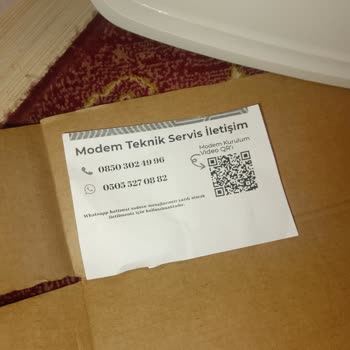 Modem Teknik Servis İletişim
0850 302 49 96
0505 527 08 82
Modem Kurulum
Video QR'ı
Whatsapp hattımız sadece mesajlarınızı yazılı olarak
iletilmesi için kullanılmaktadır.